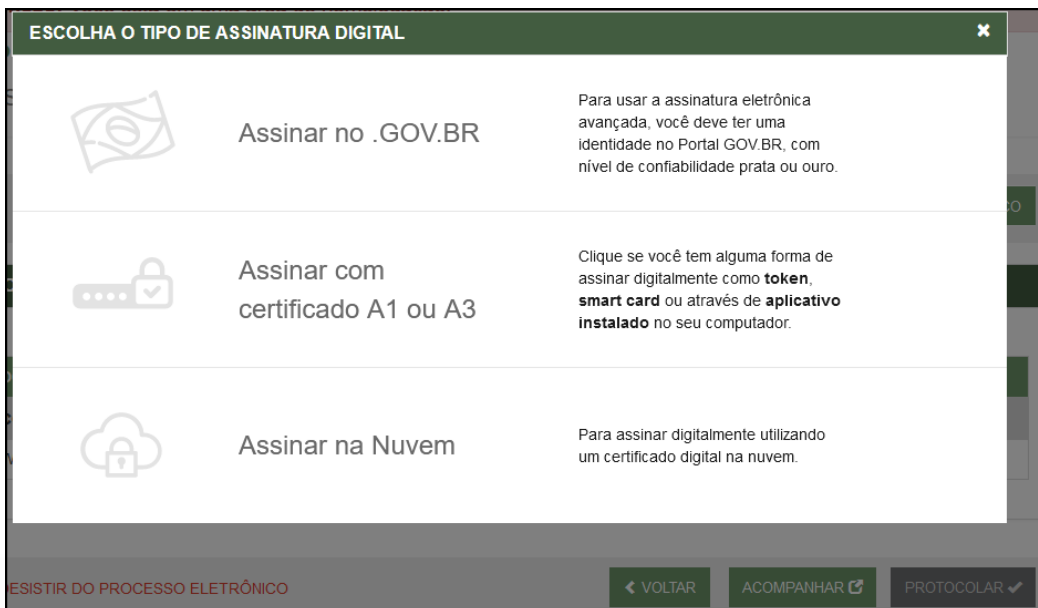 ESCOLHA O TIPO DE ASSINATURA DIGITAL
Assinar no .GOV.BR
Para usar a assinatura eletrônica
avançada, você deve ter uma
identidade no Portal GOV.BR, com
nível de confiabilidade prata ou ouro.
Assinar com
certificado A1 ou A3
Clique se você tem alguma forma de
assinar digitalmente como token,
smart card ou através de aplicativo
instalado no seu computador.
Assinar na Nuvem
Para assinar digitalmente utilizando
um certificado digital na nuvem.
DESISTIR DO PROCESSO ELETRÔNICO
VOLTAR
ACOMPANHAR
PROTOCOLAR